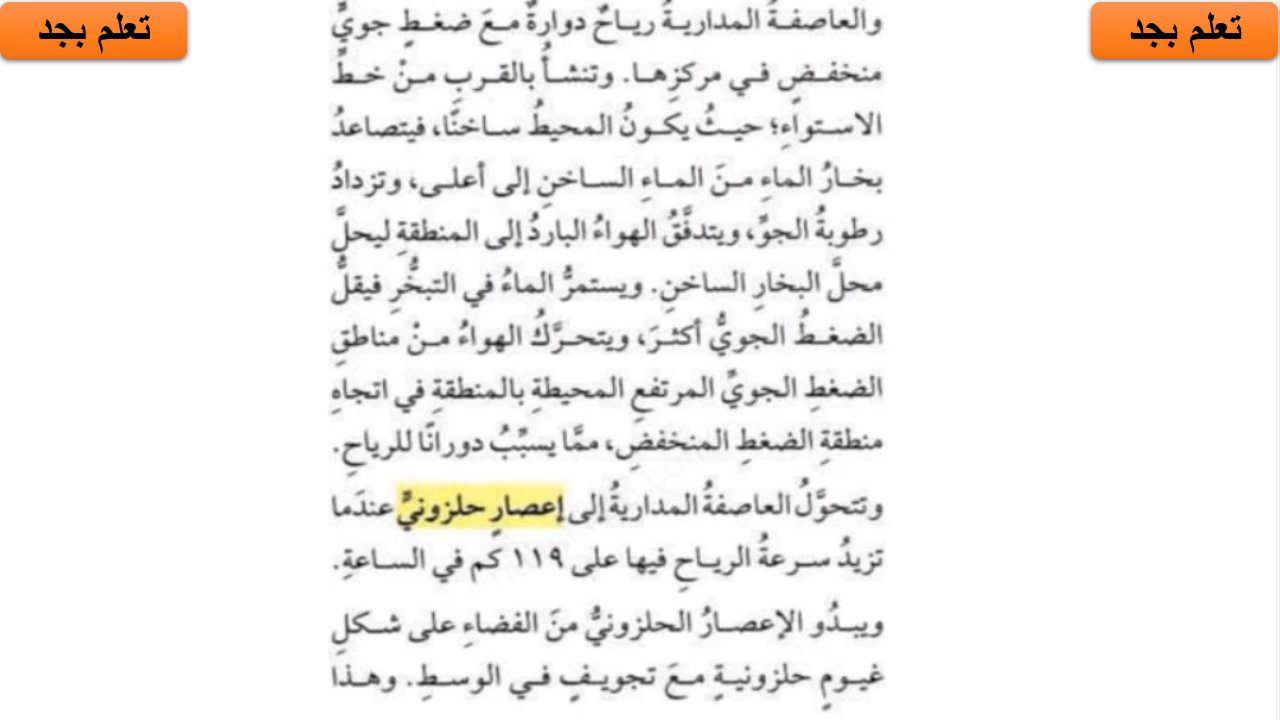 تعلم بجد
تعلم بجد
والعاصفةُ المداريةُ رياحٌ دوارةٌ معَ ضغطٍ جويٍّ
منخفضٍ في مركزِها. وتنشأُ بالقربِ منْ خطِّ
الاستواءِ؛ حيثُ يكونُ المحيطُ ساخنًا، فيتصاعدُ
بخارُ الماءِ منَ الماءِ الساخنِ إلى أعلى، وتزدادُ
رطوبةُ الجوِّ، ويتدفَّقُ الهواءُ الباردُ إلى المنطقةِ ليحلَّ
محلَّ البخارِ الساخنِ. ويستمرُّ الماءُ في التبخُّرِ فيقلُّ
الضغطُ الجويُّ أكثرَ، ويتحرَّكُ الهواءُ منْ مناطقِ
الضغطِ الجويِّ المرتفعِ المحيطةِ بالمنطقةِ في اتجاهِ
منطقةِ الضغطِ المنخفضِ، ممَّا يسبِّبُ دورانًا للرياحِ.
وتتحوَّلُ العاصفةُ المداريةُ إلى إعصارٍ حلزونيٍّ عندَما
تزيدُ سرعةُ الرياحِ فيها على ١١٩ كم في الساعةِ.
ويبدُو الإعصارُ الحلزونيُّ منَ الفضاءِ على شكلِ
غيومٍ حلزونيةٍ معَ تجويفٍ في الوسطِ. وهذا